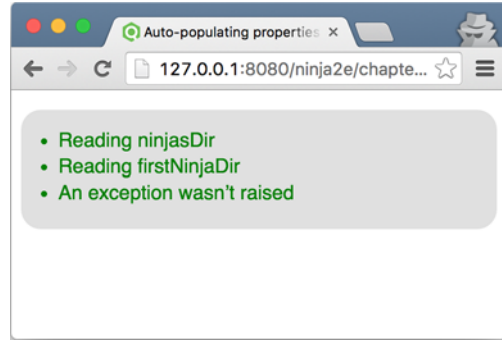 Auto-populating properties
127.0.0.1:8080/ninja2e/chapte...
• Reading ninjasDir
• Reading firstNinjaDir
• An exception wasn't raised